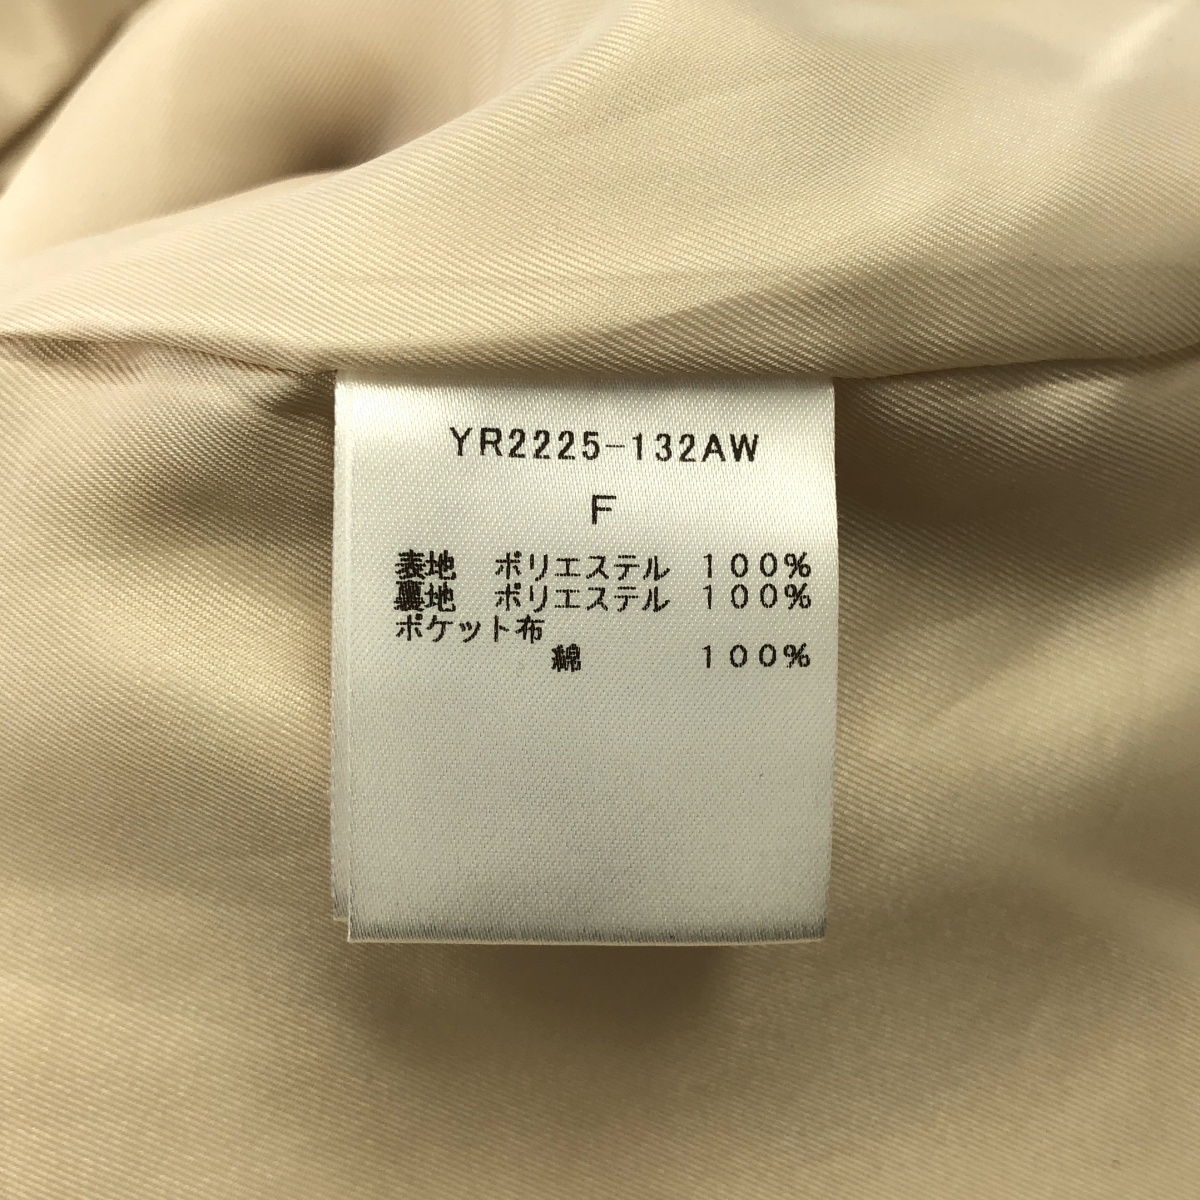 YR2225-132AW
F
表地 ポリエステル 100%
裏地 ポリエステル 100%
ポケット布
綿 100%